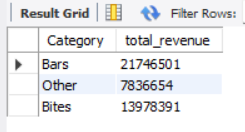 Result Grid Filter Rows:
Category total_revenue
Bars 21746501
Other 7836654
Bites 13978391